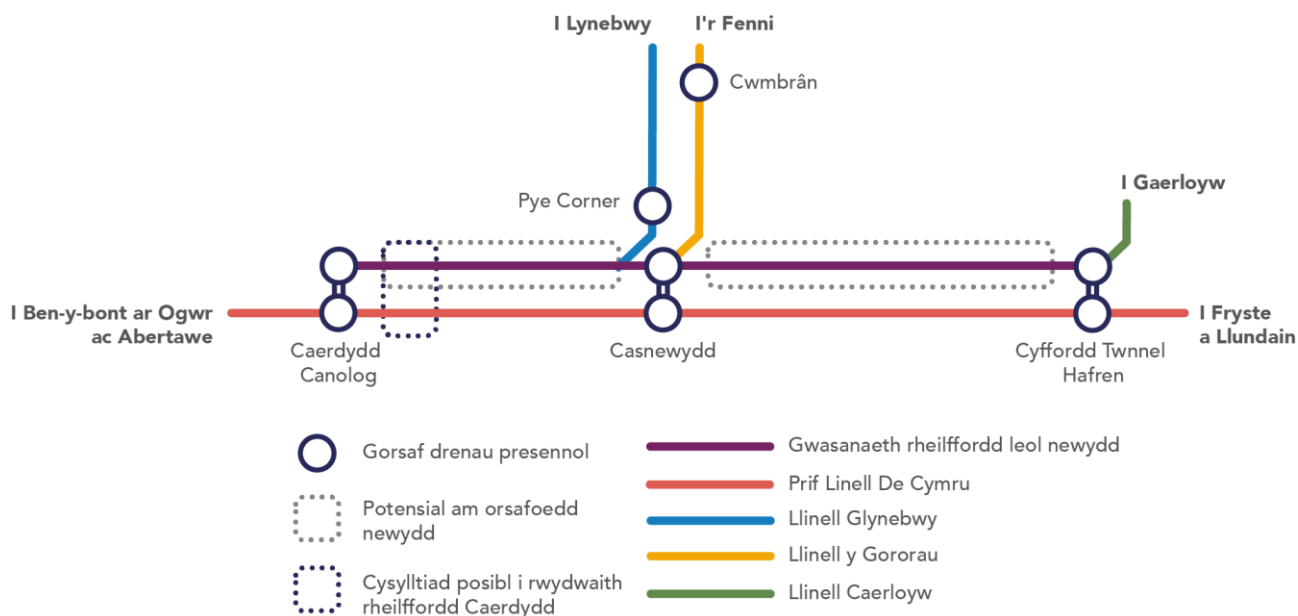 I Lynebwy
I'r Fenni
Cwmbrân
Pye Corner
I Gaerloyw
I Ben-y-bont ar Ogwr
ac Abertawe
I Fryste
a Llundain
Caerdydd
Canolog
Casnewydd
Cyffordd Twnnel
Hafren
Gorsaf drenau presennol
Potensial am orsafoedd
newydd
Cysylltiad posibl i rwydwaith
rheilffordd Caerdydd
Gwasanaeth rheilffordd leol newydd
Prif Linell De Cymru
Llinell Glynebwy
Llinell y Gororau
Llinell Caerloyw